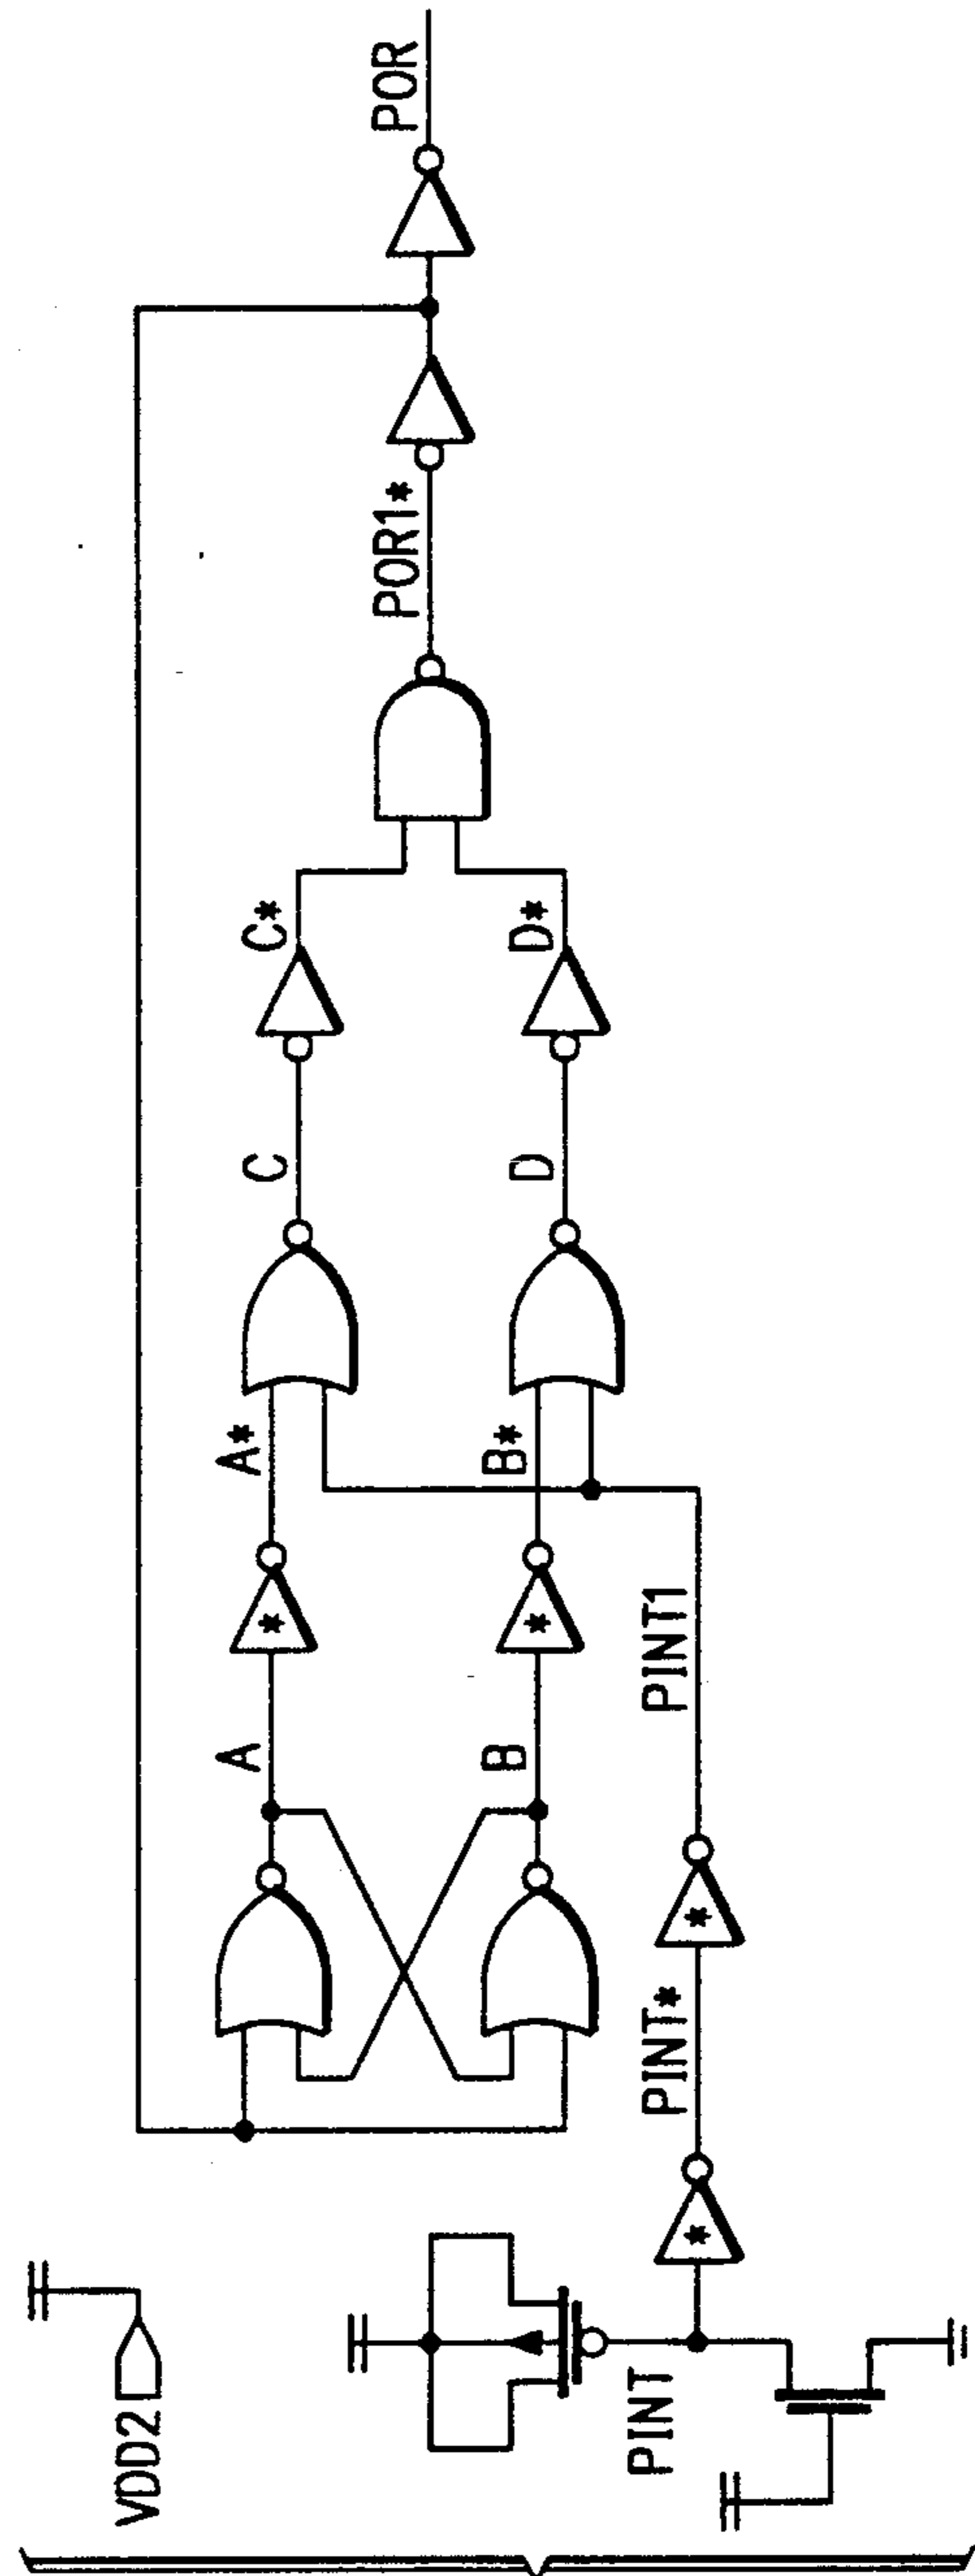 VDD2
PINT
PINT*
PINT1
A
B
A*
B*
C
D
C*
D*
POR1*
POR
*
*
*
*